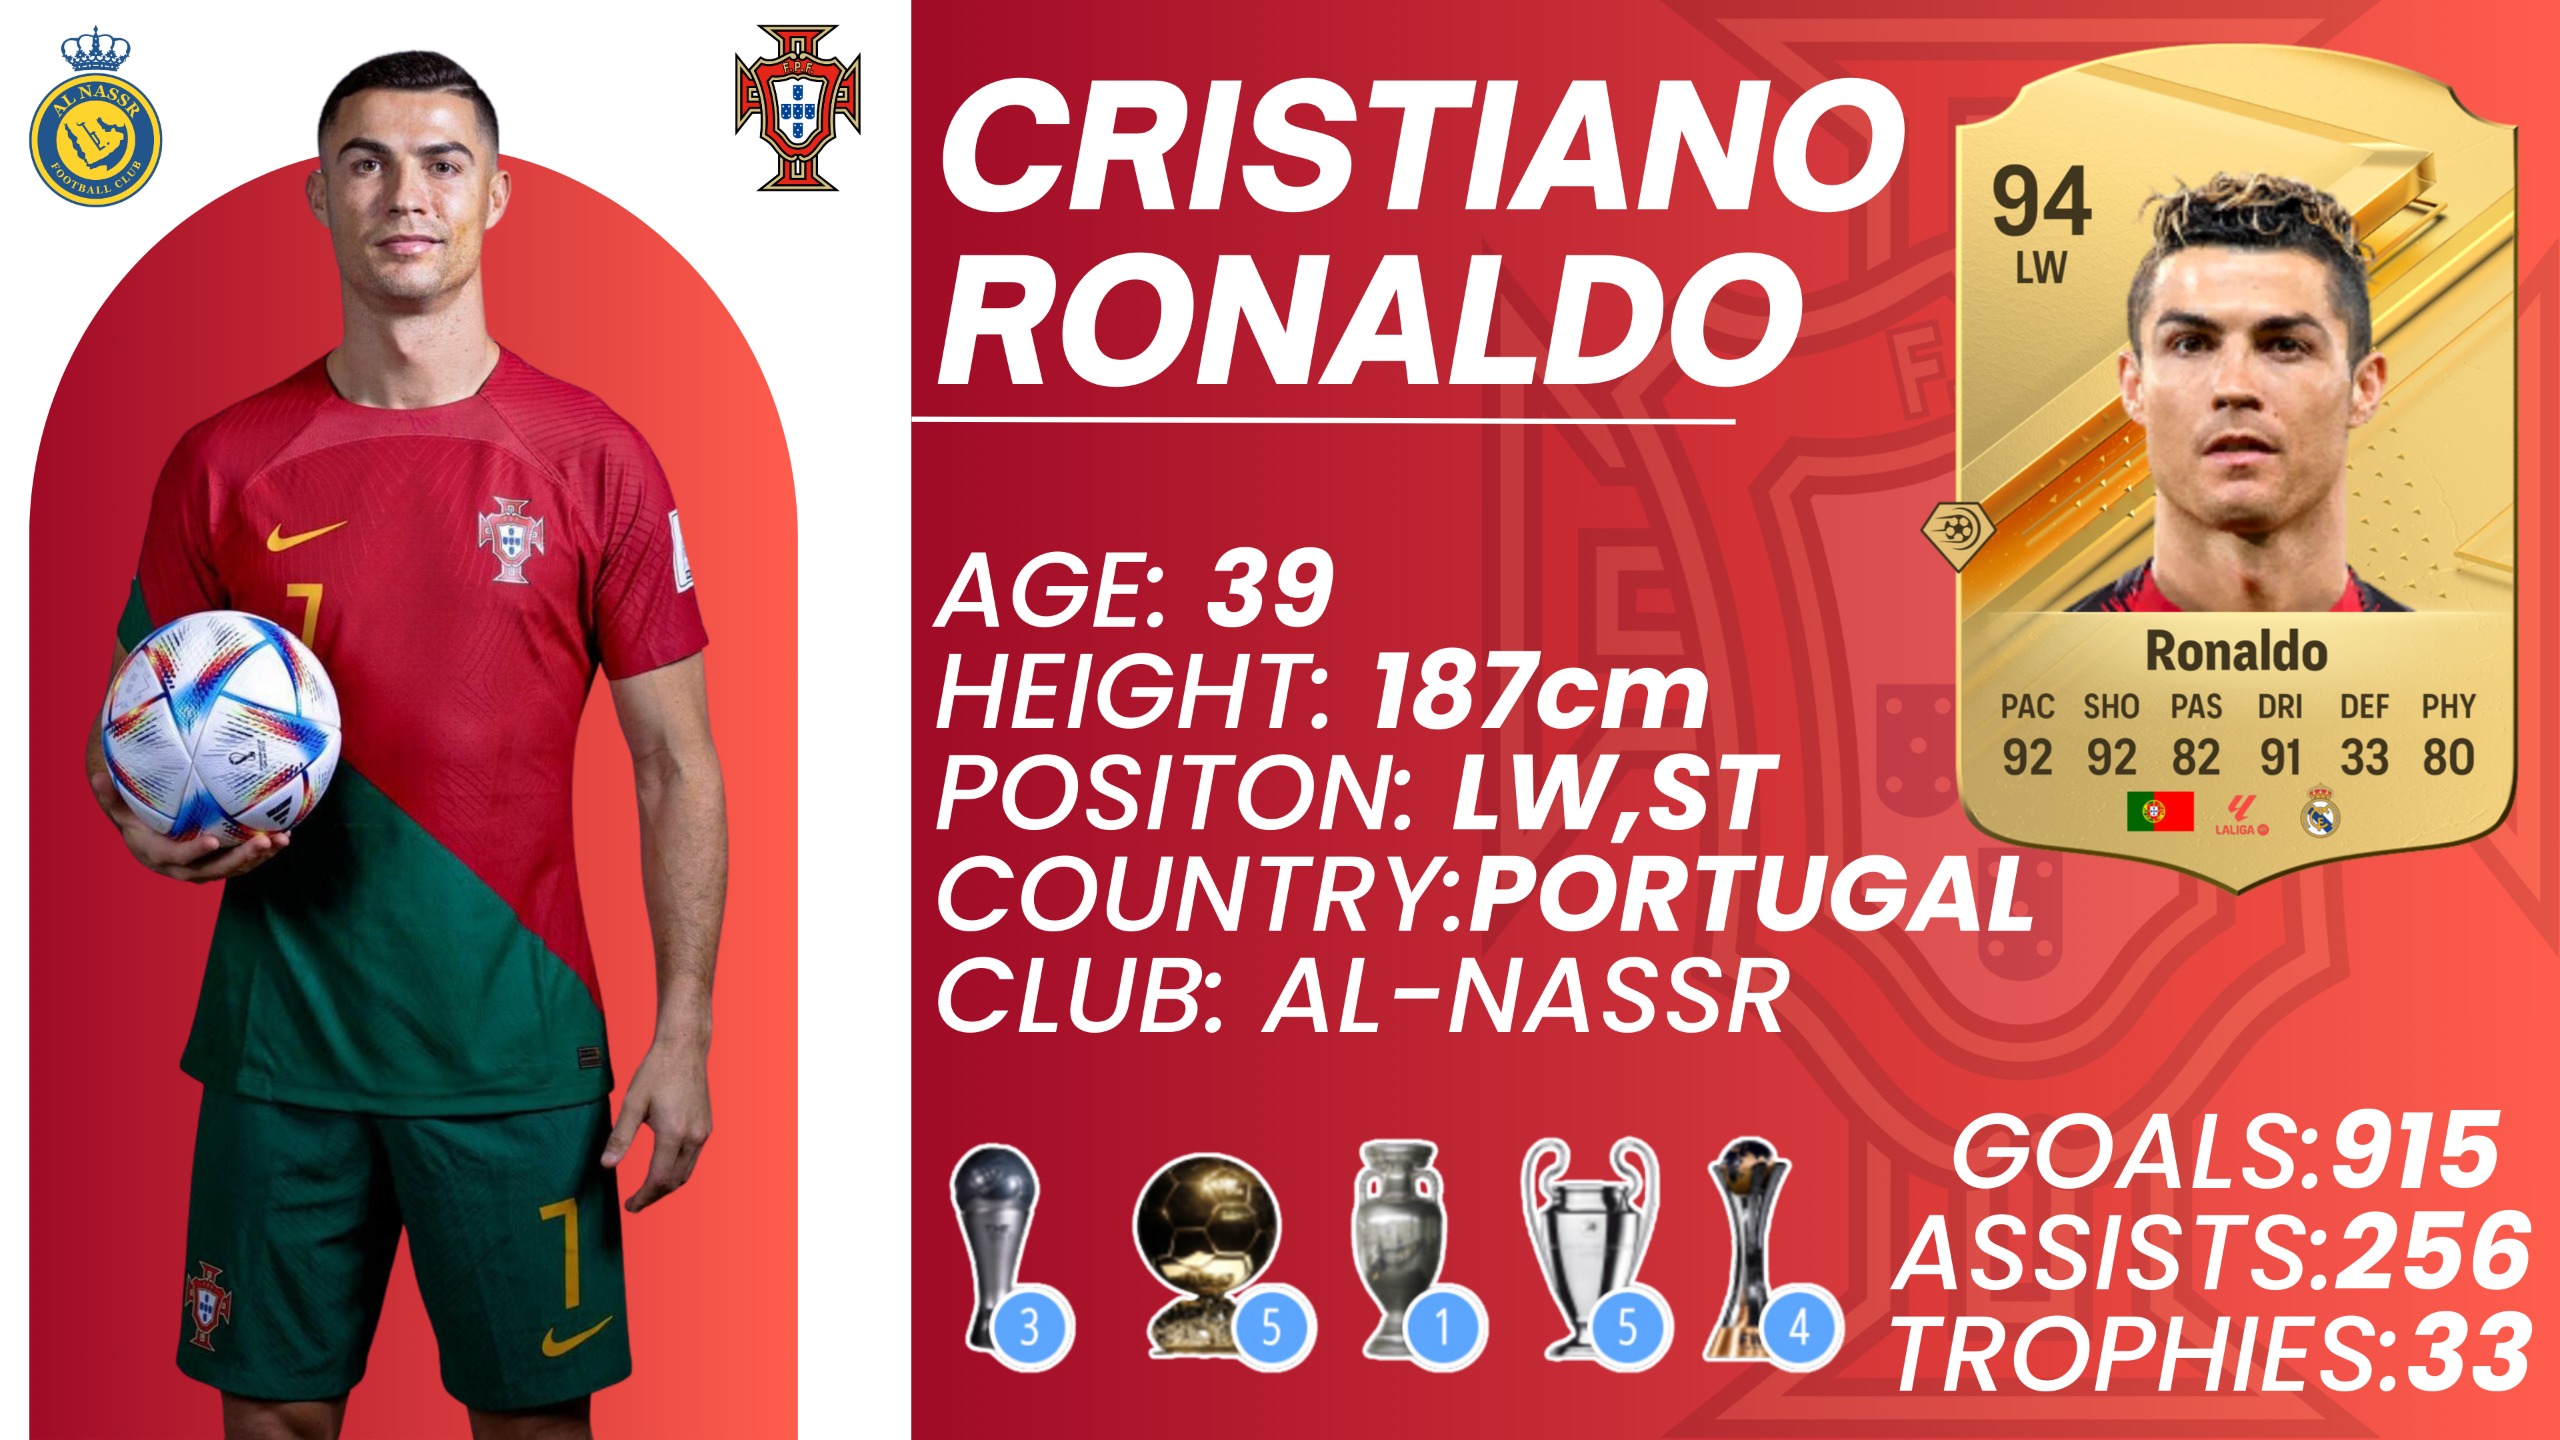 AL NASSR
FOOTBALL CLUB
F.P.F.
CRISTIANO
RONALDO
AGE: 39
HEIGHT: 187cm
POSITON: LW,ST
COUNTRY:PORTUGAL
CLUB: AL-NASSR
94
LW
Ronaldo
PAC SHO PAS DRI DEF PHY
92 92 82 91 33 80
LALIGA
7
7
3 5 1 5 4
GOALS:915
ASSISTS:256
TROPHIES:33